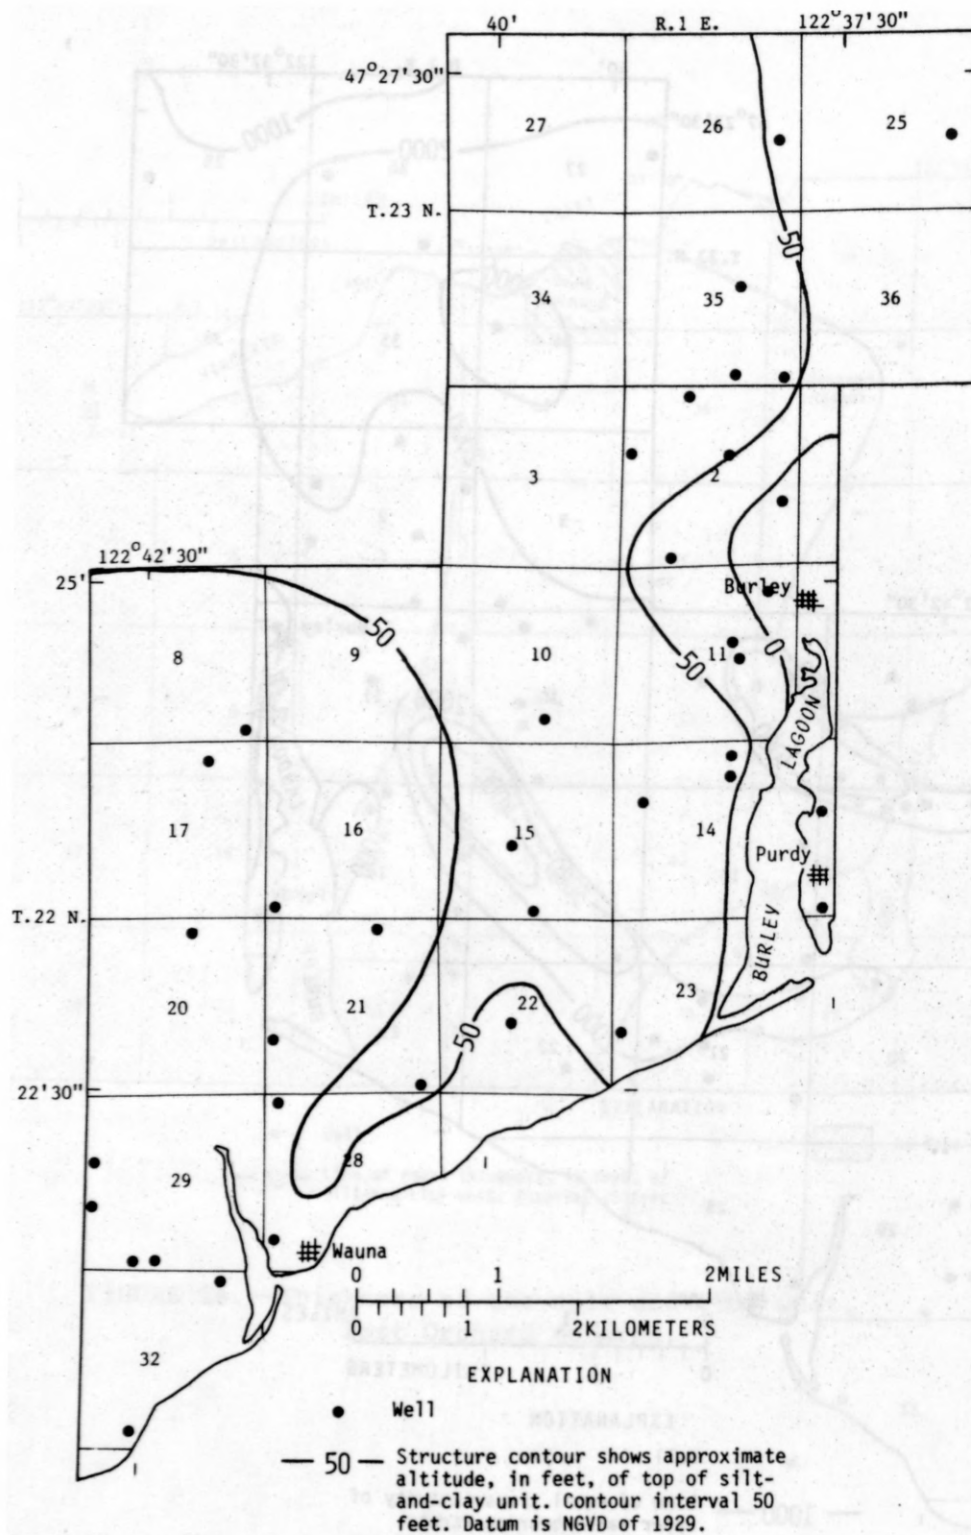 40' R.1 E. 122°37'30"
47°27'30"
27 26 25
T.23 N.
50
34 35 36
3 2
122°42'30"
25'
Burley
50
8 9 10 11 0
50
LAGOON
17 16 15 14
Purdy
T.22 N.
BURLEY
20 21 22 23
50
22'30"
28
29
Wauna
0 1 2MILES
0 2KILOMETERS
32
EXPLANATION
Well
50 Structure contour shows approximate
altitude, in feet, of top of silt-
and-clay unit. Contour interval 50
feet. Datum is NGVD of 1929.